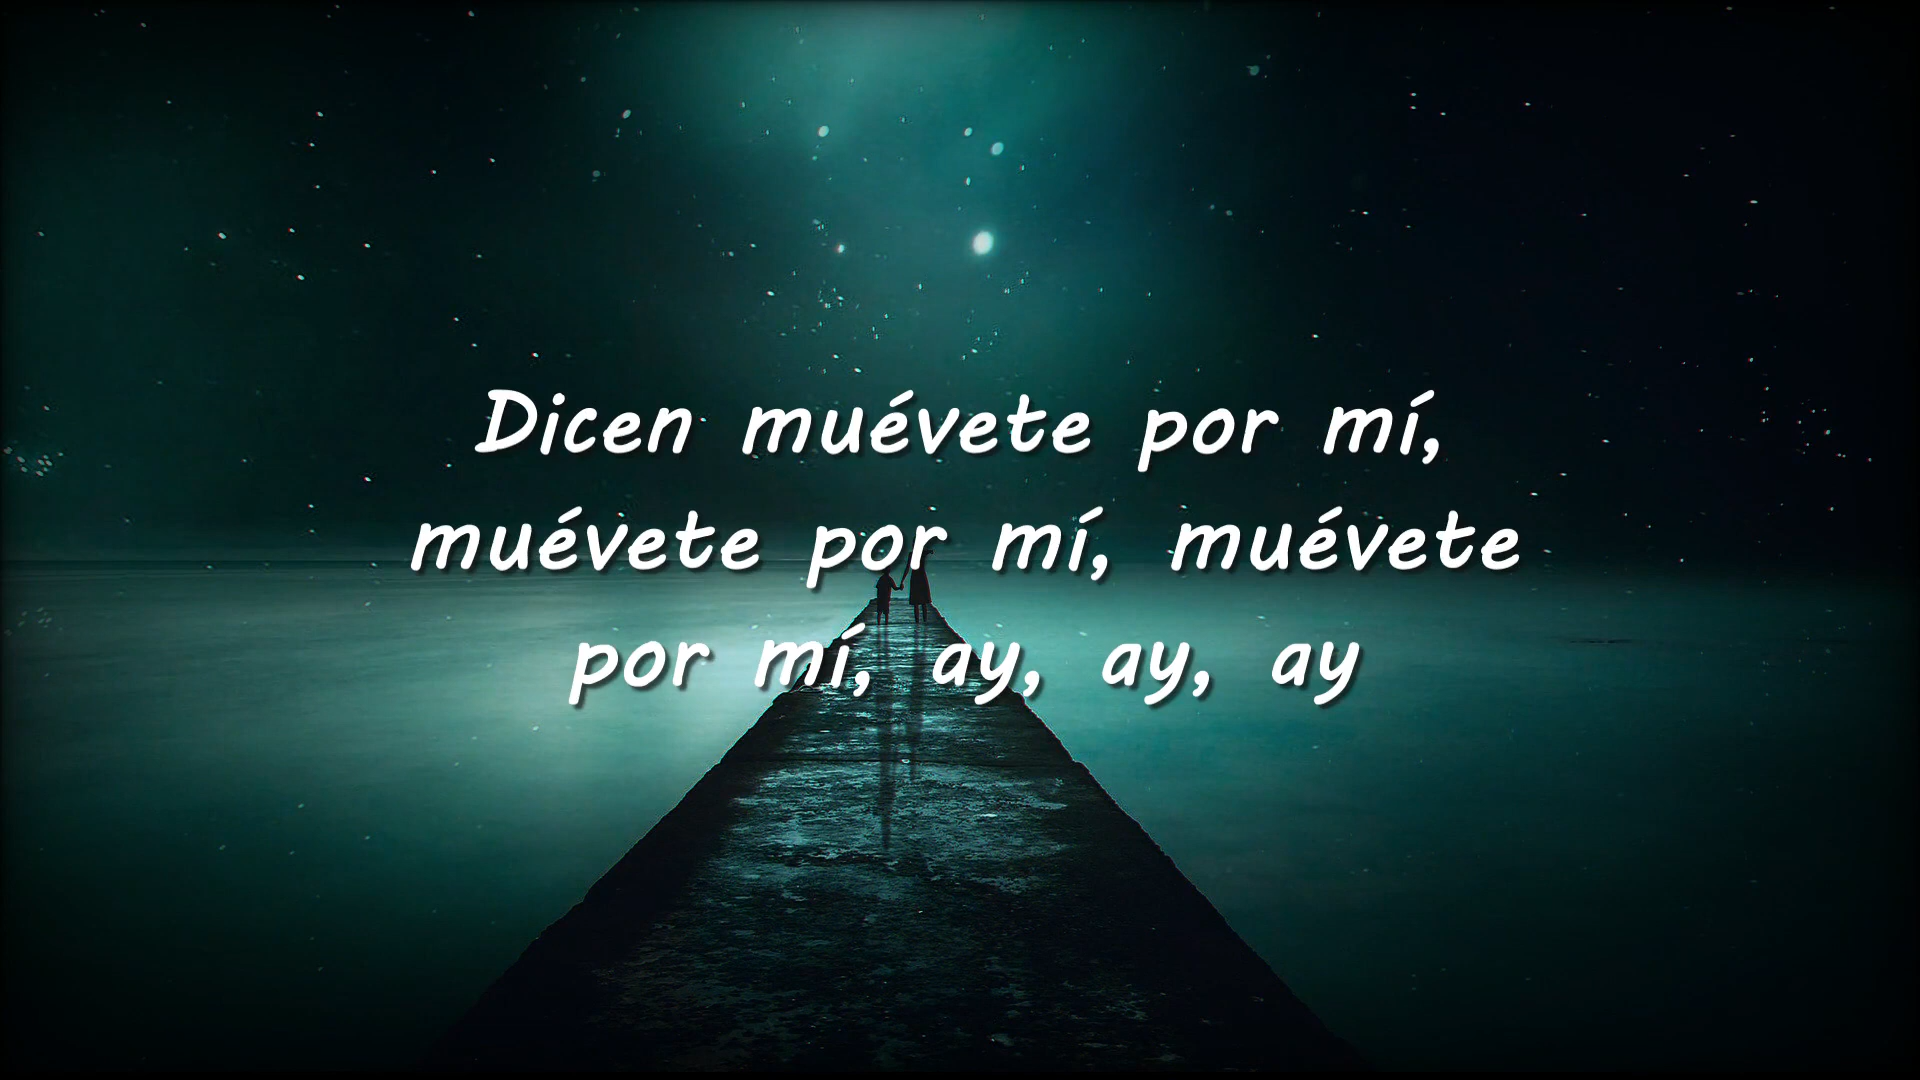 Dicen muévete por mí,
muévete por mí, muévete
por mí, ay, ay, ay